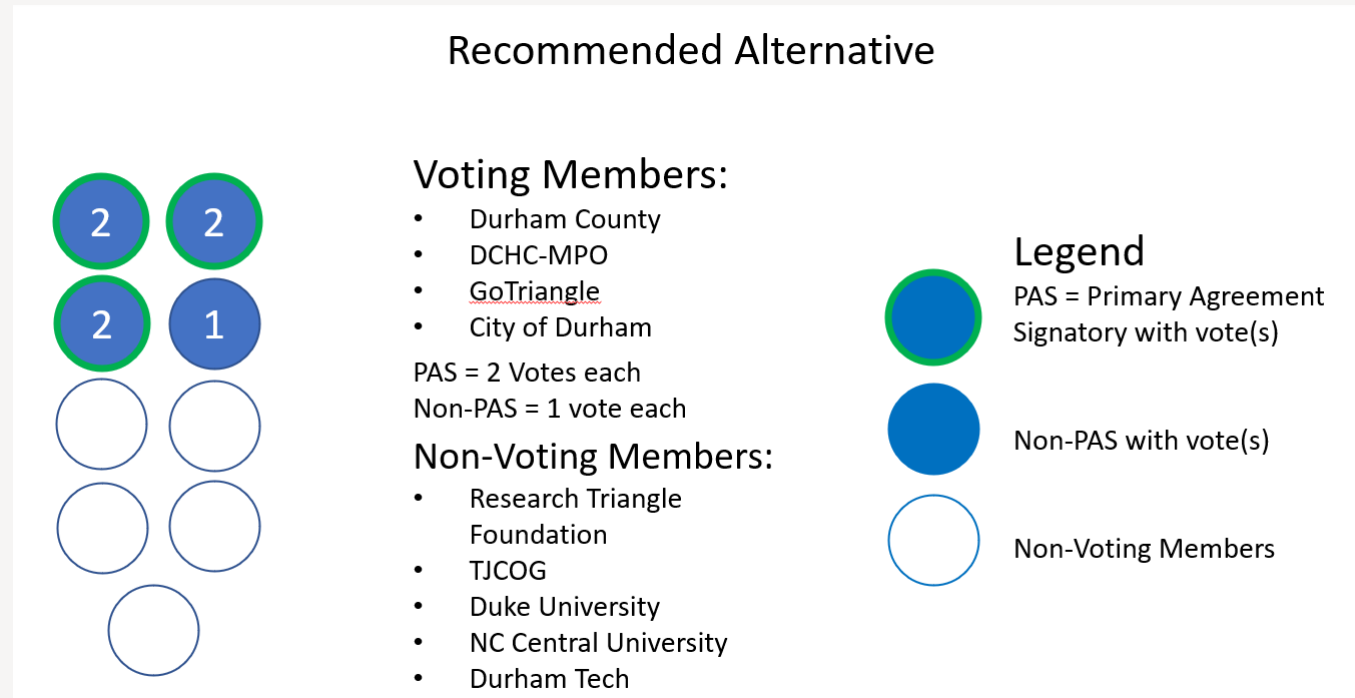 Recommended Alternative
2 2
2 1
Voting Members:
• Durham County
• DCHC-MPO
• GoTriangle
• City of Durham
PAS = 2 Votes each
Non-PAS = 1 vote each
Non-Voting Members:
• Research Triangle
Foundation
• TJCOG
• Duke University
• NC Central University
• Durham Tech
Legend
PAS = Primary Agreement
Signatory with vote(s)
Non-PAS with vote(s)
Non-Voting Members